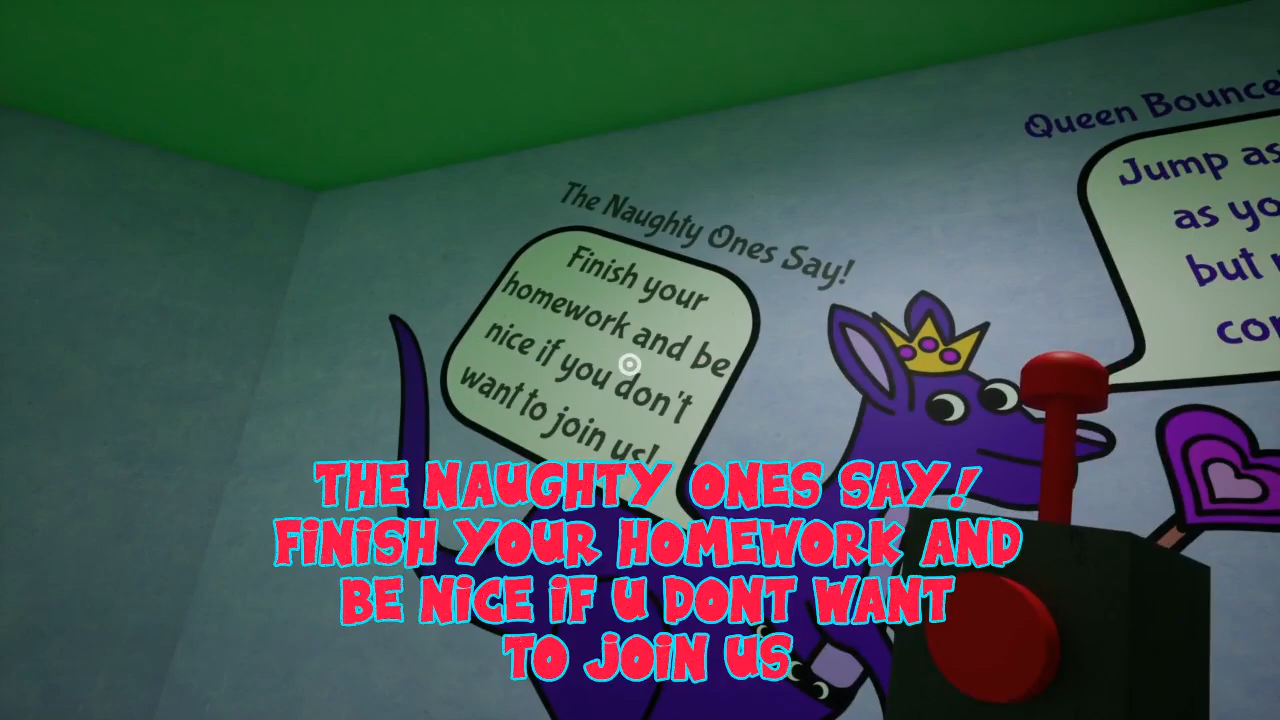 The Naughty Ones Say!
Finish your
homework and be
nice if you don't
want to join us!
Queen Bounce
Jump as
as
but
THE NAUGHTY ONES SAY!
FINISH YOUR HOMEWORK AND
BE NICE IF U DONT WANT
TO JOIN US